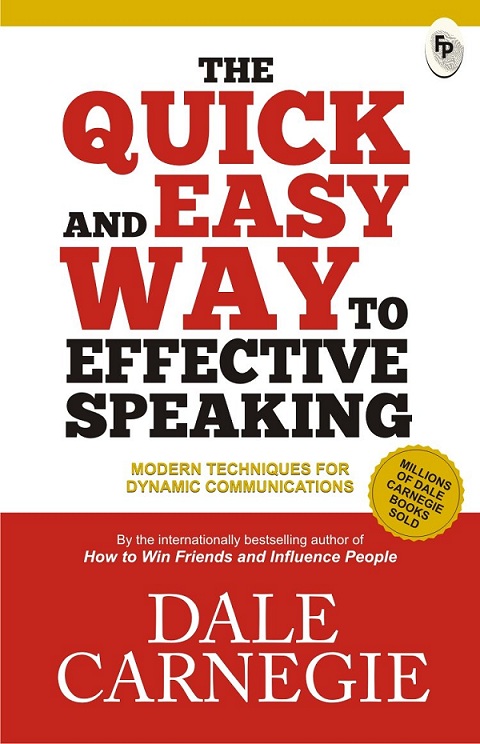 FP
THE
QUICK
AND EASY
WAY TO
EFFECTIVE
SPEAKING
MODERN TECHNIQUES FOR
DYNAMIC COMMUNICATIONS
MILLIONS
OF DALE
CARNEGIE
BOOKS
SOLD
By the internationally bestselling author of
How to Win Friends and Influence People
DALE
CARNEGIE